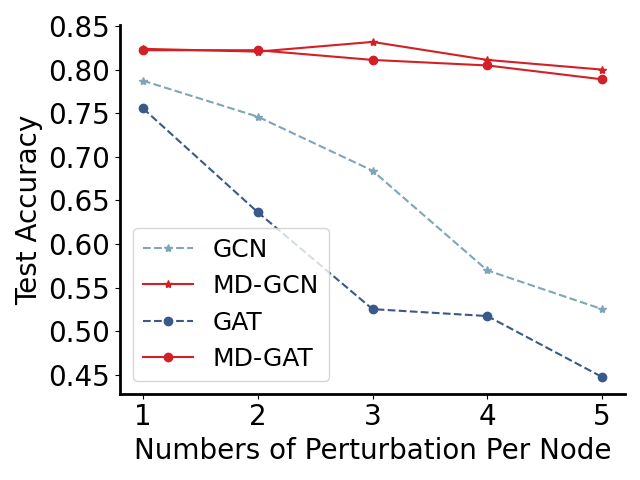 0.85
0.80
0.75
0.70
0.65
0.60
0.55
0.50
0.45
Test Accuracy
GCN
MD-GCN
GAT
MD-GAT
1 2 3 4 5
Numbers of Perturbation Per Node